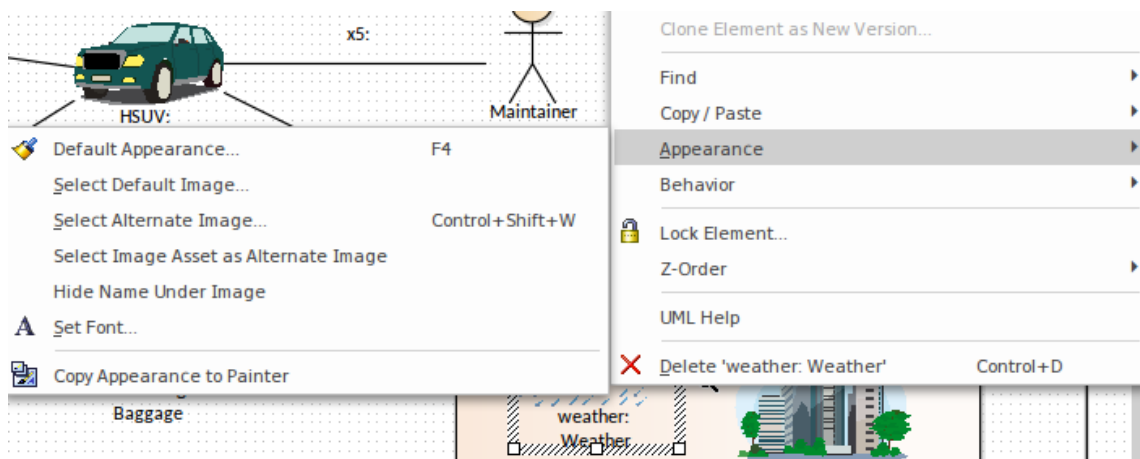 x5:
Maintainer
HSUV:
Default Appearance... F4
Select Default Image...
Select Alternate Image... Control+Shift+W
Select Image Asset as Alternate Image
Hide Name Under Image
Set Font...
Copy Appearance to Painter
Clone Element as New Version...
Find
Copy / Paste
Appearance
Behavior
Lock Element...
Z-Order
UML Help
Delete 'weather: Weather' Control+D
Baggage
weather:
Weather